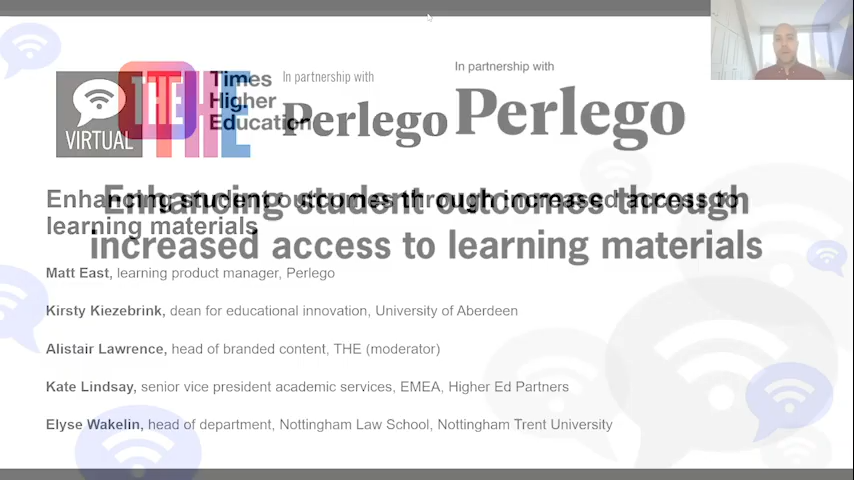 VIRTUAL
THE
THE
Times
Higher
Education
In partnership with
Perlego
In partnership with
Perlego
Enhancing student outcomes through increased access to
learning materials
Enhancing student outcomes through
increased access to learning materials
Matt East, learning product manager, Perlego
Kirsty Kiezebrink, dean for educational innovation, University of Aberdeen
Alistair Lawrence, head of branded content, THE (moderator)
Kate Lindsay, senior vice president academic services, EMEA, Higher Ed Partners
Elyse Wakelin, head of department, Nottingham Law School, Nottingham Trent University